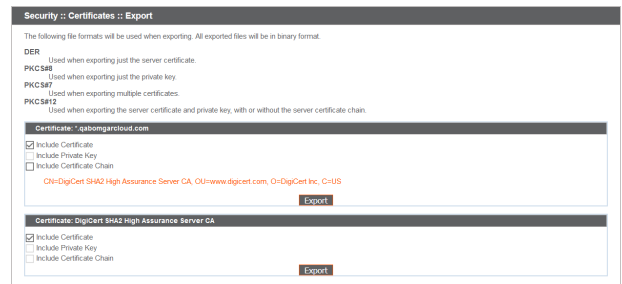 Security :: Certificates :: Export
The following file formats will be used when exporting. All exported files will be in binary format.
DER
Used when exporting just the server certificate.
PKCS#8
Used when exporting just the private key.
PKCS#7
Used when exporting multiple certificates.
PKCS#12
Used when exporting the server certificate and private key, with or without the server certificate chain.
Certificate: *.qabomgarcloud.com
Include Certificate
Include Private Key
Include Certificate Chain
CN=DigiCert SHA2 High Assurance Server CA, OU=www.digicert.com, O=DigiCert Inc, C=US
Export
Certificate: DigiCert SHA2 High Assurance Server CA
Include Certificate
Include Private Key
Include Certificate Chain
Export